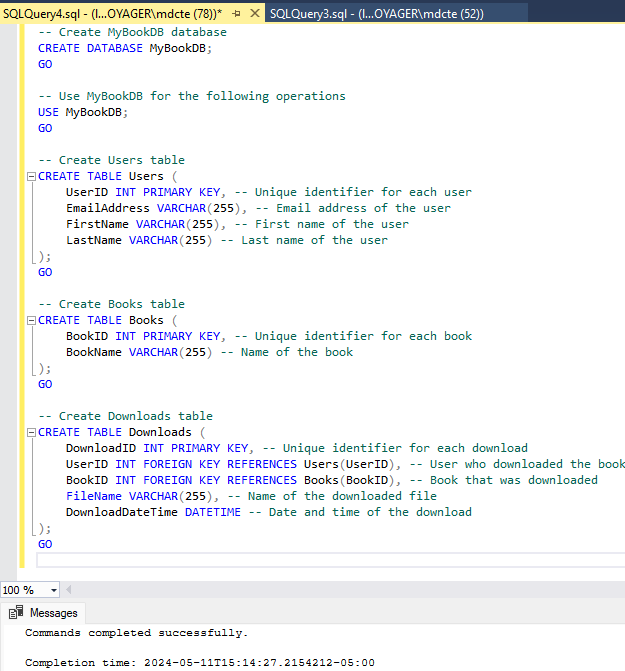 SQLQuery4.sql - (l...OYAGER\mdcte (78))* SQLQuery3.sql - (l...OYAGER\mdcte (52))
-- Create MyBookDB database
CREATE DATABASE MyBookDB;
GO
-- Use MyBookDB for the following operations
USE MyBookDB;
GO
-- Create Users table
CREATE TABLE Users (
UserID INT PRIMARY KEY, -- Unique identifier for each user
EmailAddress VARCHAR(255), -- Email address of the user
FirstName VARCHAR(255), -- First name of the user
LastName VARCHAR(255) -- Last name of the user
);
GO
-- Create Books table
CREATE TABLE Books (
BookID INT PRIMARY KEY, -- Unique identifier for each book
BookName VARCHAR(255) -- Name of the book
);
GO
-- Create Downloads table
CREATE TABLE Downloads (
DownloadID INT PRIMARY KEY, -- Unique identifier for each download
UserID INT FOREIGN KEY REFERENCES Users(UserID), -- User who downloaded the book
BookID INT FOREIGN KEY REFERENCES Books(BookID), -- Book that was downloaded
FileName VARCHAR(255), -- Name of the downloaded file
DownloadDateTime DATETIME -- Date and time of the download
);
GO
100 %
Messages
Commands completed successfully.
Completion time: 2024-05-11T15:14:27.2154212-05:00